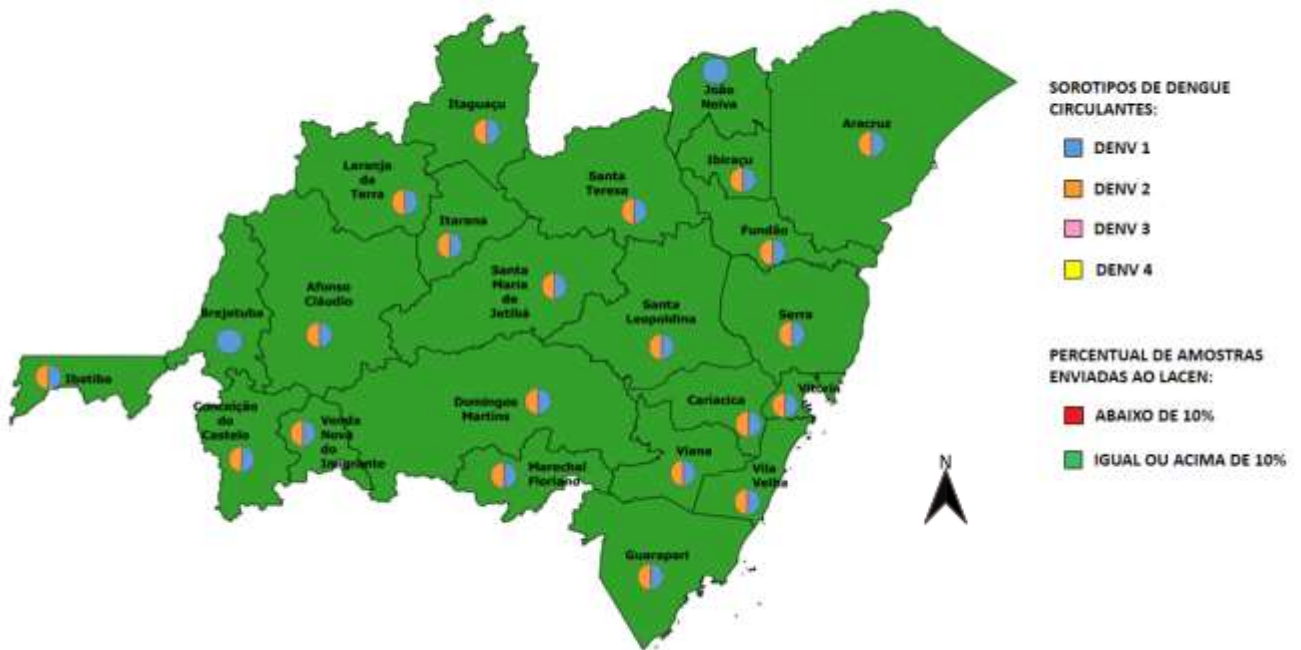 João
Neiva
Itaguaçu
Aracruz
Laranja
da
Terra
Ibiraçu
Santa
Teresa
Itarana
Fundão
Santa
Maria
de
Jetibá
Afonso
Cláudio
Santa
Leopoldina
Brejetuba
Serra
Ibatiba
Conceição
do
Castelo
Venda
Nova
do
Imigrante
Domingos
Martins
Cariacica
Vitória
Marechal
Floriano
Viana
Vila
Velha
Guarapari
SOROTIPOS DE DENGUE
CIRCULANTES:
DENV 1
DENV 2
DENV 3
DENV 4
PERCENTUAL DE AMOSTRAS
ENVIADAS AO LACEN:
ABAIXO DE 10%
IGUAL OU ACIMA DE 10%
N